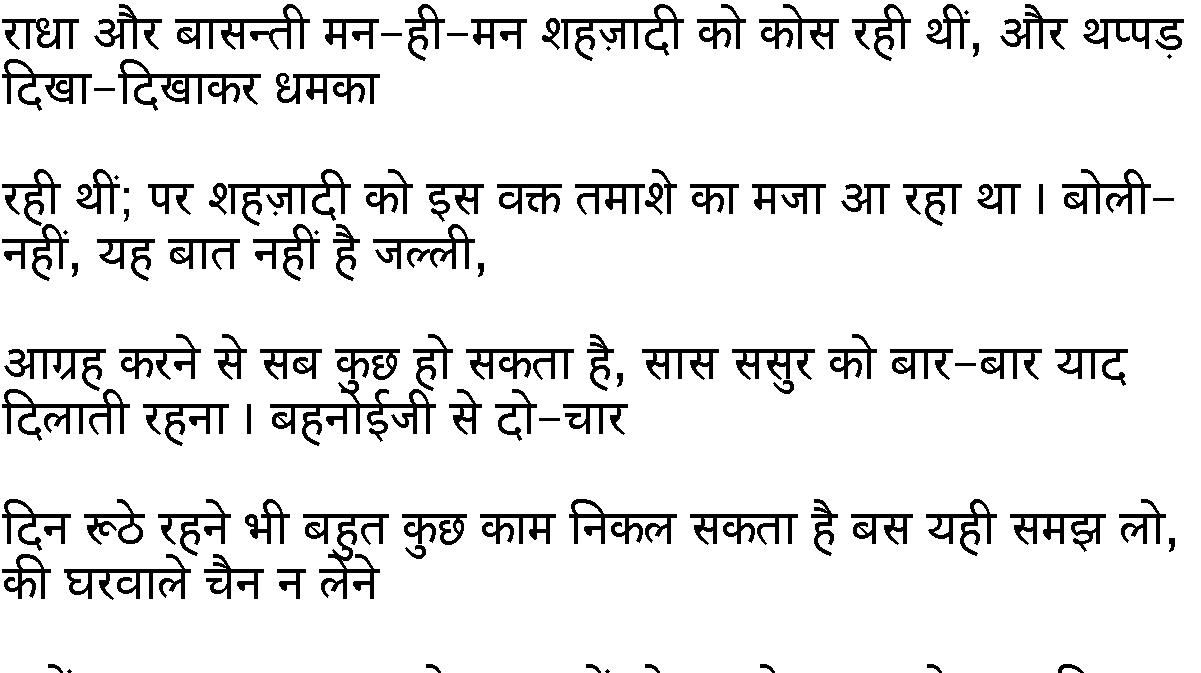 राधा और बासन्ती मन-ही-मन शहज़ादी को कोस रही थीं, और थप्पड़
दिखा-दिखाकर धमका
रही थीं; पर शहज़ादी को इस वक्त तमाशे का मजा आ रहा था । बोली-
नहीं, यह बात नहीं है जल्ली,
आग्रह करने से सब कुछ हो सकता है, सास ससुर को बार-बार याद
दिलाती रहना । बहनोईजी से दो-चार
दिन रूठे रहने भी बहुत कुछ काम निकल सकता है बस यही समझ लो,
की घरवाले चैन न लेने